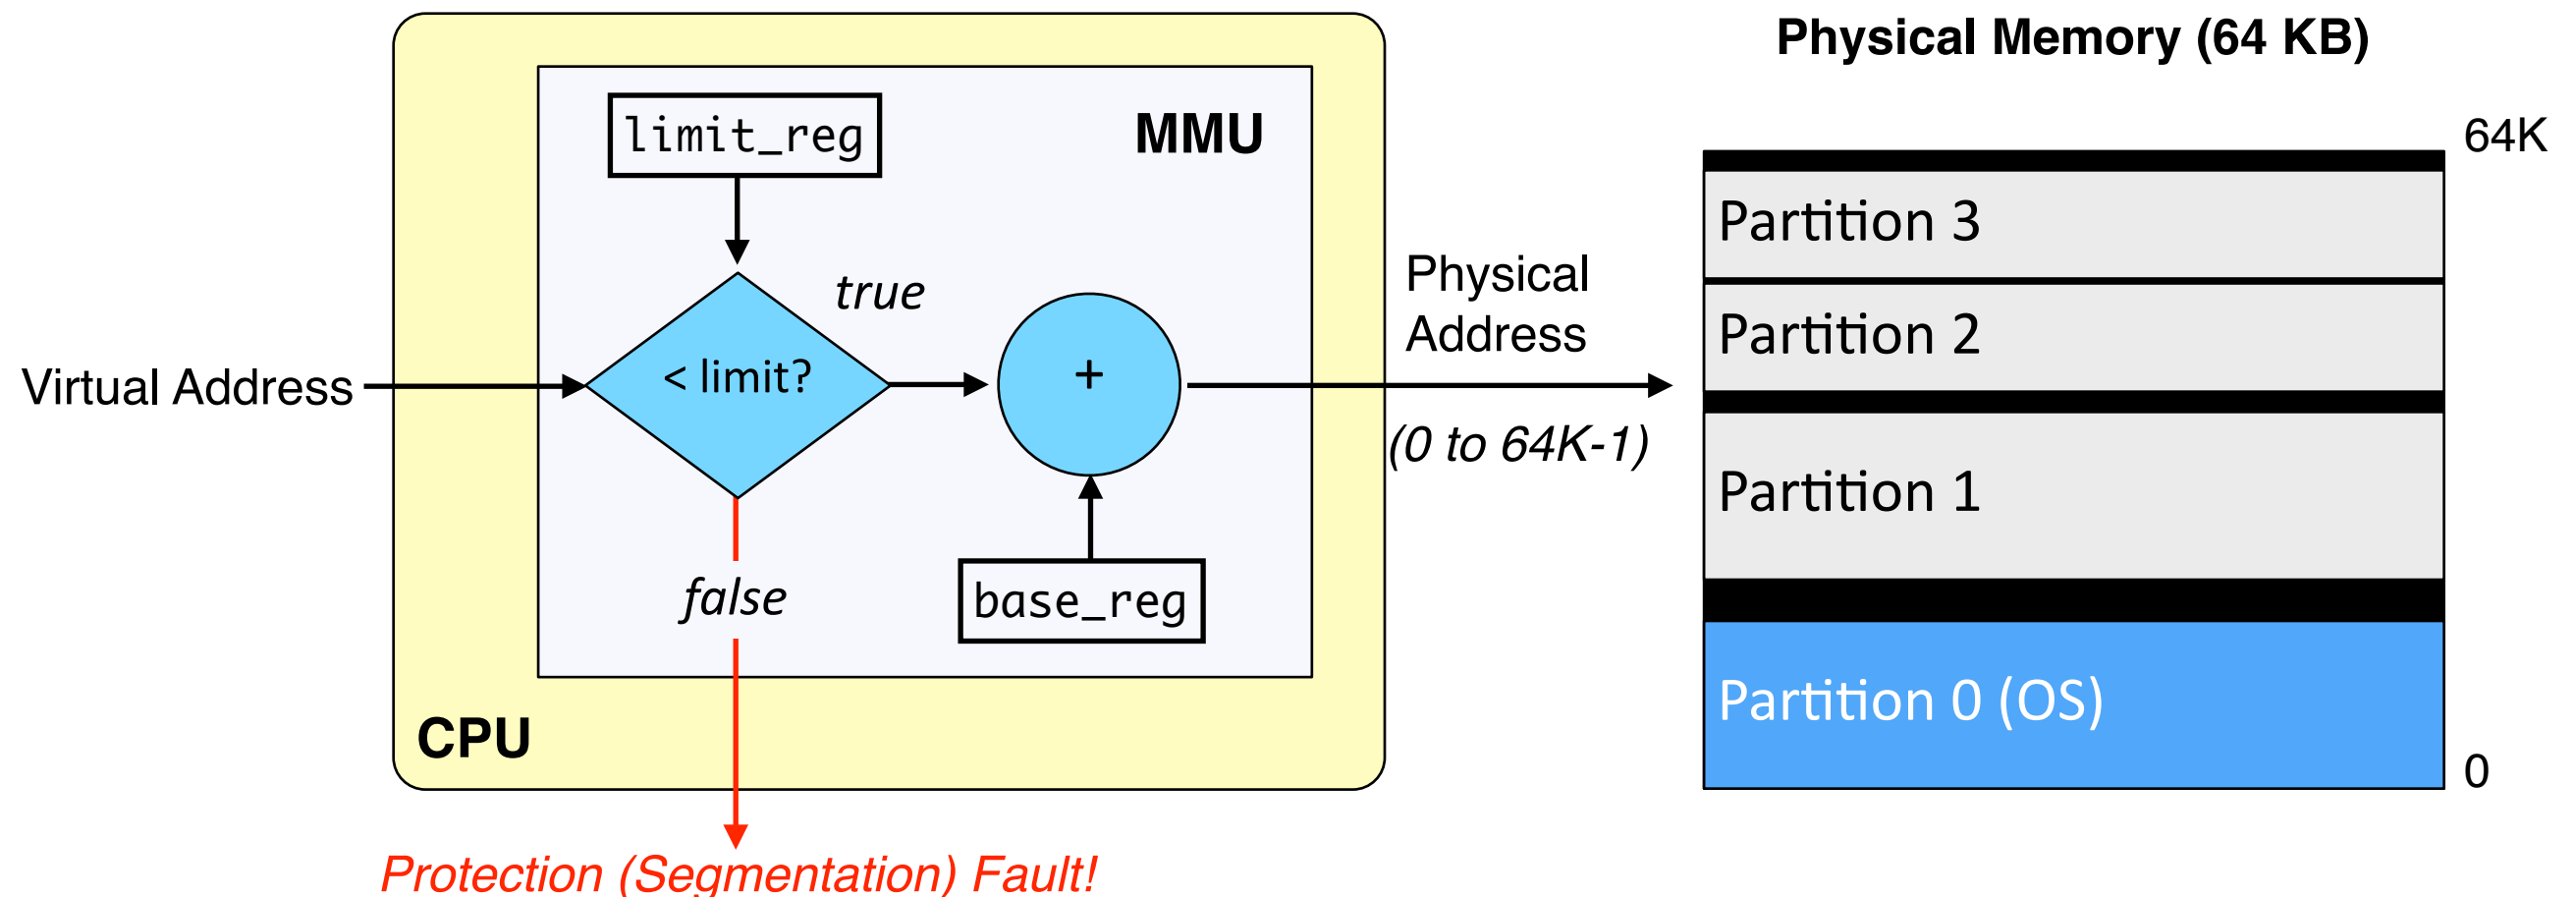 Physical Memory (64 KB)
limit_reg
MMU
64K
Partition 3
true
Physical
Address
Partition 2
Virtual Address
< limit?
+
(0 to 64K-1)
Partition 1
false
base_reg
Partition 0 (OS)
CPU
0
Protection (Segmentation) Fault!